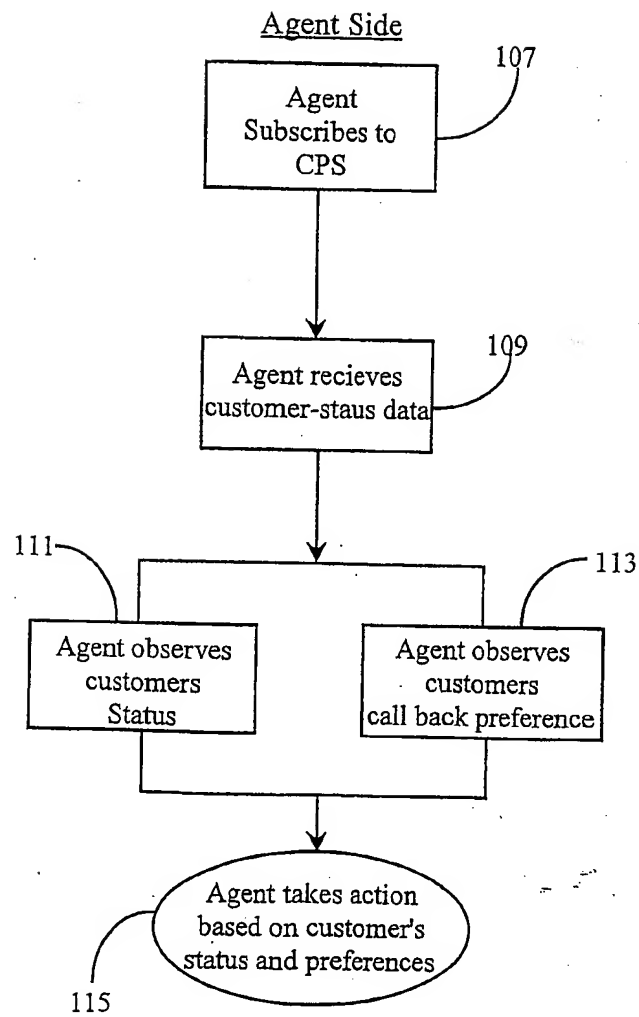 Agent Side
107
Agent
Subscribes to
CPS
109
Agent recieves
customer-staus data
111
113
Agent observes
customers
Status
Agent observes
customers
call back preference
Agent takes action
based on customer's
status and preferences
115